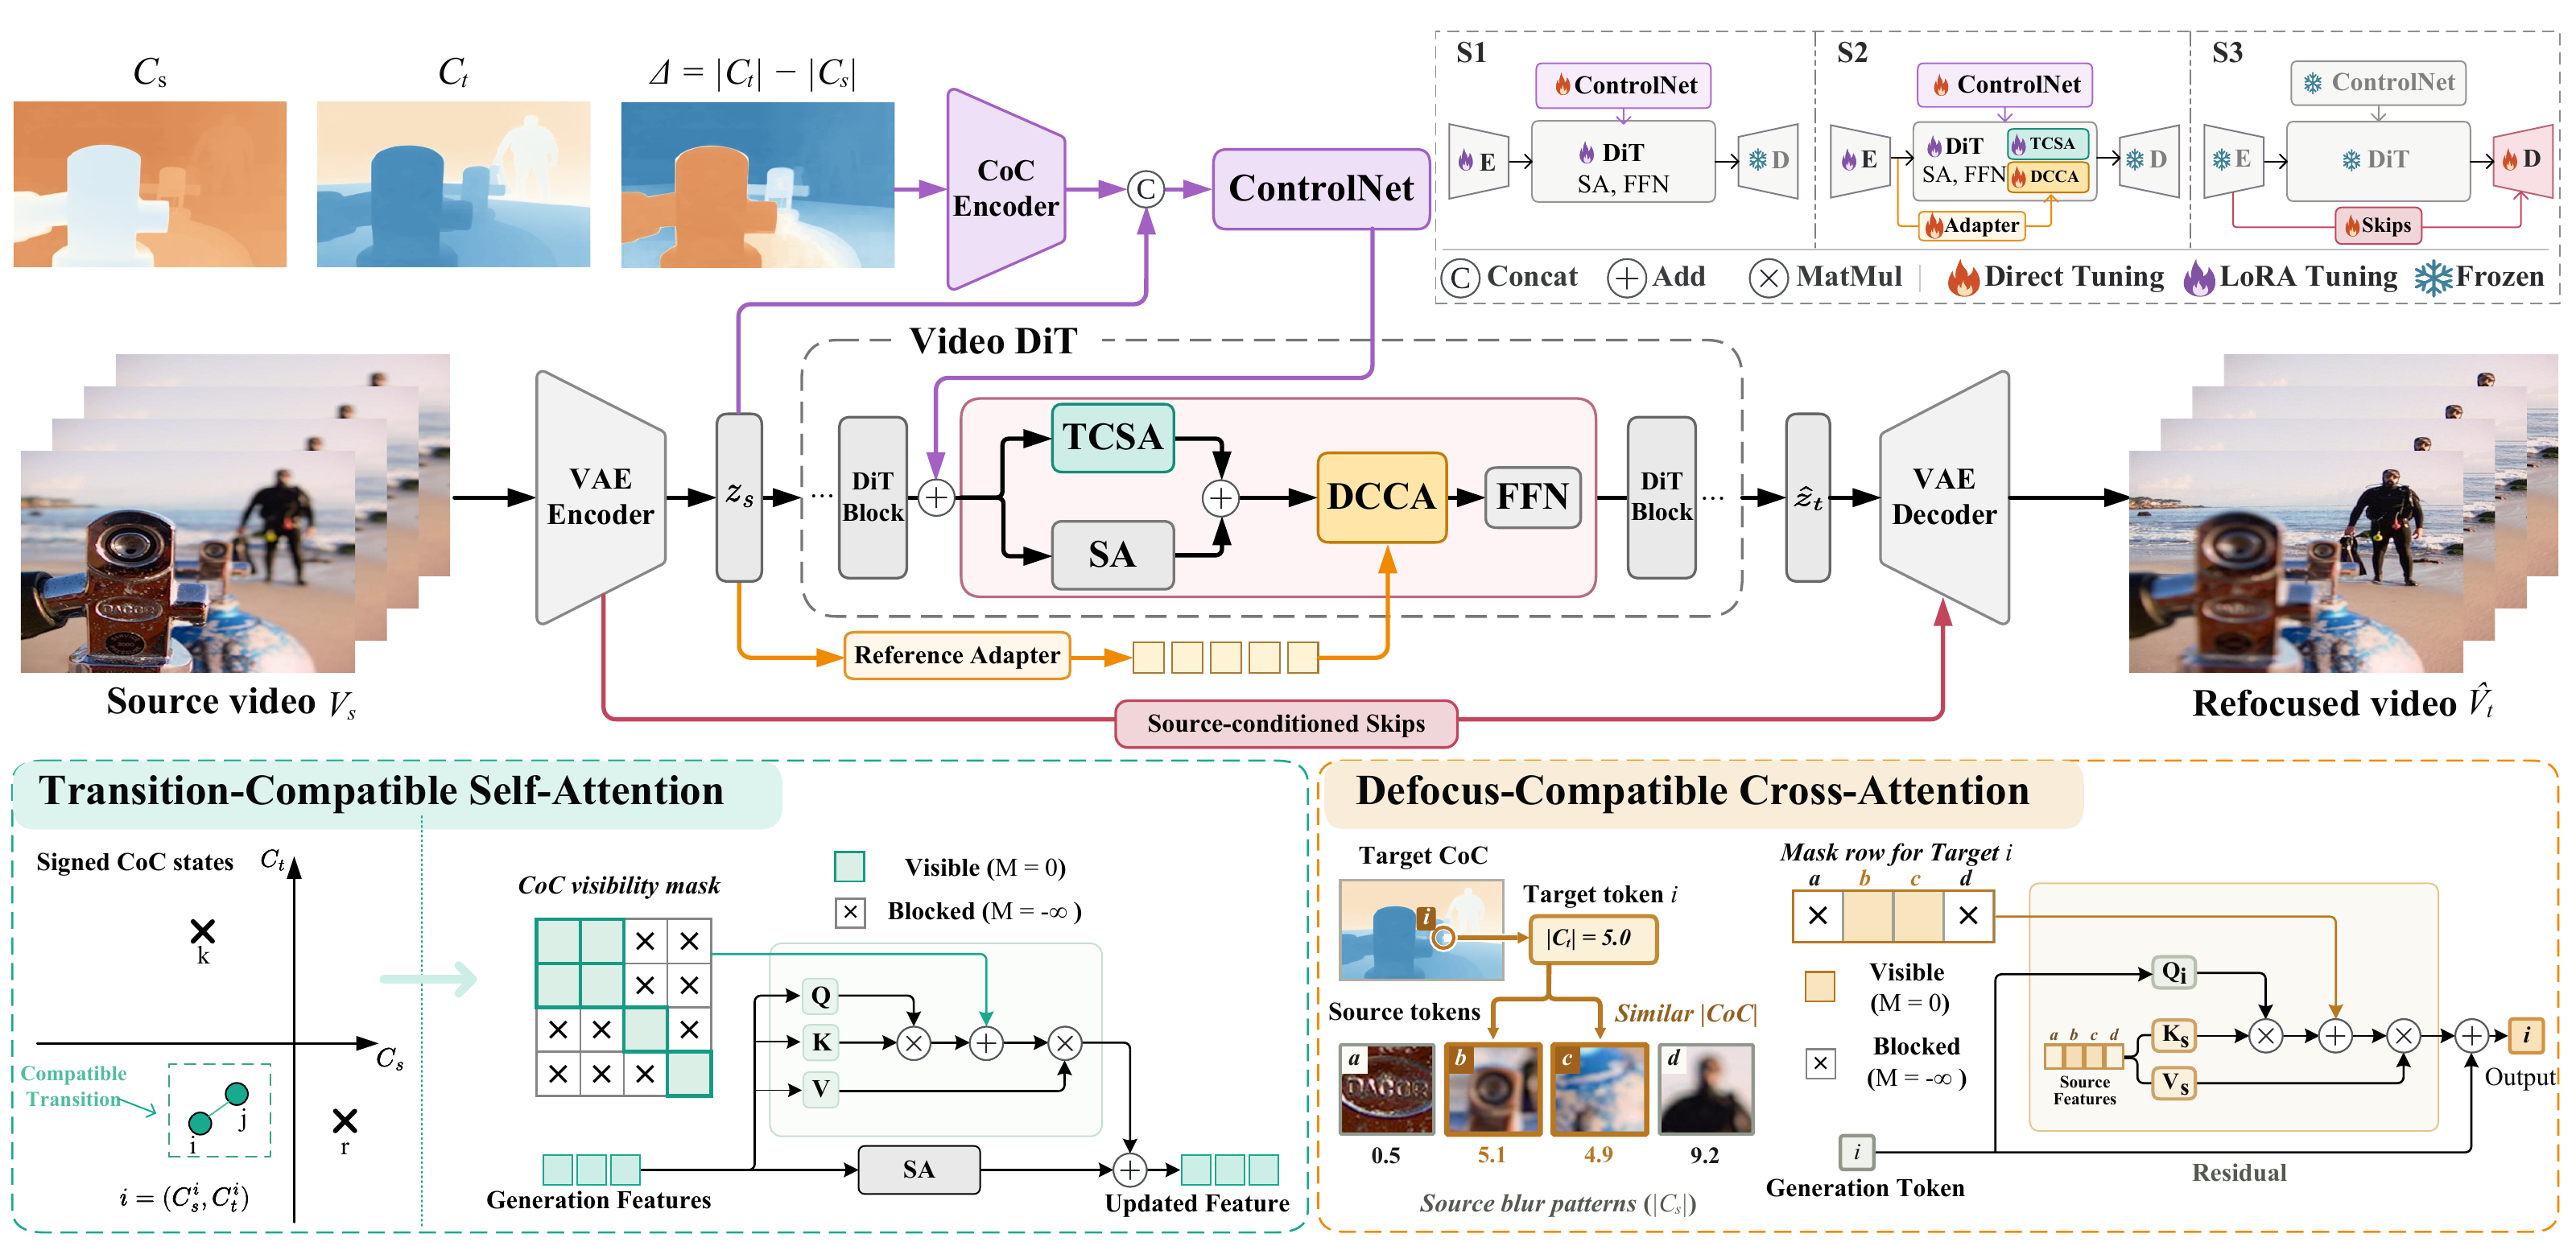 C_s
C_t
Δ = |C_t| − |C_s|
CoC
Encoder
C
ControlNet
S1
ControlNet
E
DiT
SA, FFN
D
S2
ControlNet
E
DiT
SA, FFN
TCSA
DCCA
D
Adapter
S3
ControlNet
E
DiT
D
Skips
C Concat
+ Add
× MatMul
Direct Tuning
LoRA Tuning
Frozen
Video DiT
VAE
Encoder
z_s
...
DiT
Block
+
TCSA
SA
+
DCCA
FFN
DiT
Block
...
ẑ_t
VAE
Decoder
DAGOR
Reference Adapter
Source-conditioned Skips
Source video V_s
Refocused video V̂_t
Transition-Compatible Self-Attention
Signed CoC states
C_t
C_s
k
r
Compatible
Transition
i
j
i = (C_s^i, C_t^i)
CoC visibility mask
Visible (M = 0)
Blocked (M = -∞ )
Q
K
V
SA
Generation Features
Updated Feature
Defocus-Compatible Cross-Attention
Target CoC
i
Target token i
|C_t| = 5.0
Source tokens
Similar |CoC|
a
b
c
d
0.5
5.1
4.9
9.2
Source blur patterns (|C_s|)
Mask row for Target i
a b c d
Visible
(M = 0)
Blocked
(M = -∞ )
Q_i
K_s
V_s
a b c d
Source
Features
i
Generation Token
Residual
i
Output